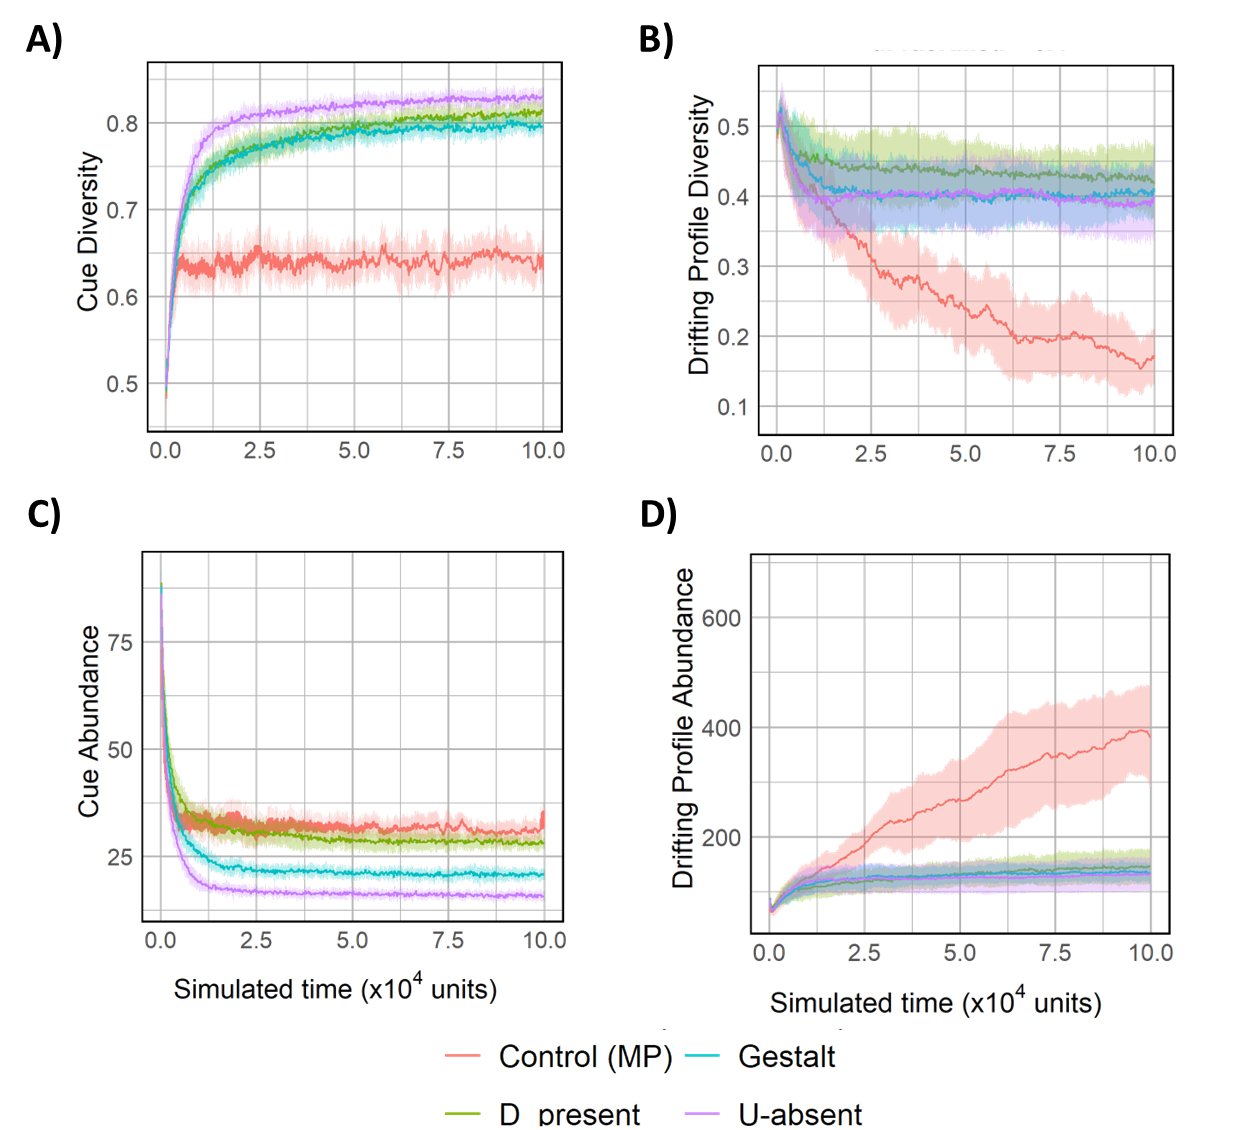 A)
B)
Cue Diversity
0.8
0.7
0.6
0.5
0.0 2.5 5.0 7.5 10.0
Drifting Profile Diversity
0.5
0.4
0.3
0.2
0.1
0.0 2.5 5.0 7.5 10.0
C)
D)
Cue Abundance
75
50
25
0.0 2.5 5.0 7.5 10.0
Simulated time (x10⁴ units)
Drifting Profile Abundance
600
400
200
0.0 2.5 5.0 7.5 10.0
Simulated time (x10⁴ units)
Control (MP) Gestalt
D present U-absent